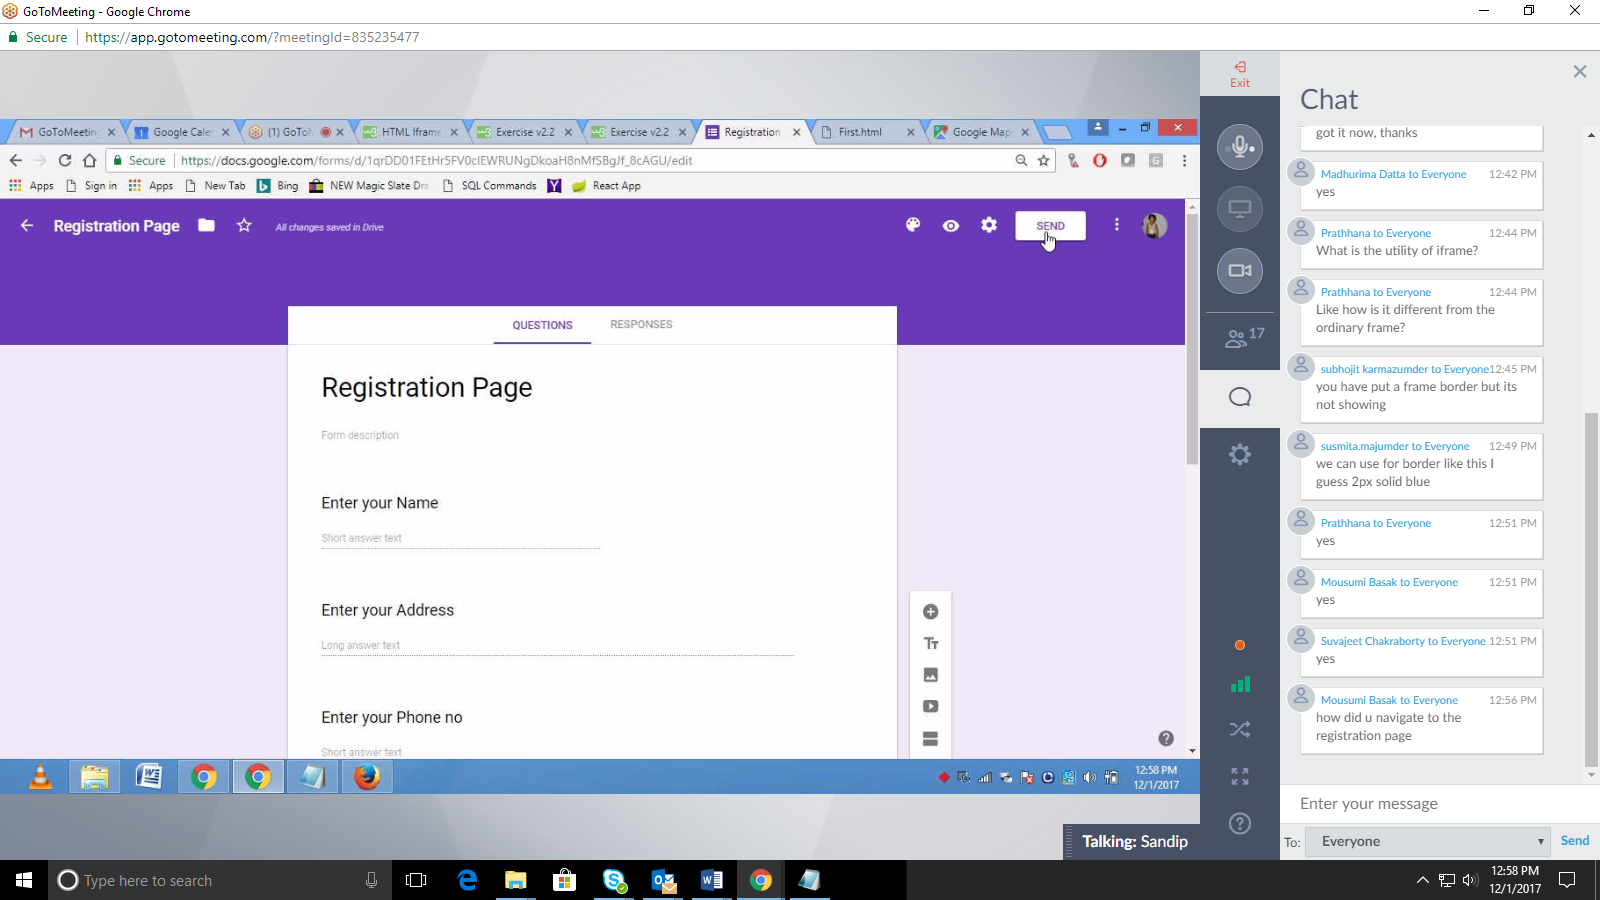 GoToMeeting - Google Chrome
Secure https://app.gotomeeting.com/?meetingId=835235477
GoToMeeting
Google Caler
(1) GoTol
HTML Iframe
Exercise v2.2
Exercise v2.2
Registration
First.html
Google Map
Secure
Apps Sign in Apps New Tab Bing NEW Magic Slate Dra SQL Commands React App
Registration Page All changes saved in Drive SEND
QUESTIONS RESPONSES
Registration Page
Form description
Enter your Name
Short answer text
Enter your Address
Long answer text
Enter your Phone no
Short answer text
12:58 PM
12/1/2017
Talking: Sandip
Exit
17
Chat
got it now, thanks
Madhurima Datta to Everyone 12:42 PM
yes
Prathhana to Everyone 12:44 PM
What is the utility of iframe?
Prathhana to Everyone 12:44 PM
Like how is it different from the
ordinary frame?
subhojit karmazumder to Everyone 12:45 PM
you have put a frame border but its
not showing
susmita.majumder to Everyone 12:49 PM
we can use for border like this I
guess 2px solid blue
Prathhana to Everyone 12:51 PM
yes
Mousumi Basak to Everyone 12:51 PM
yes
Suvajeet Chakraborty to Everyone 12:51 PM
yes
Mousumi Basak to Everyone 12:56 PM
how did u navigate to the
registration page
Enter your message
To: Everyone Send
Type here to search
12:58 PM
12/1/2017